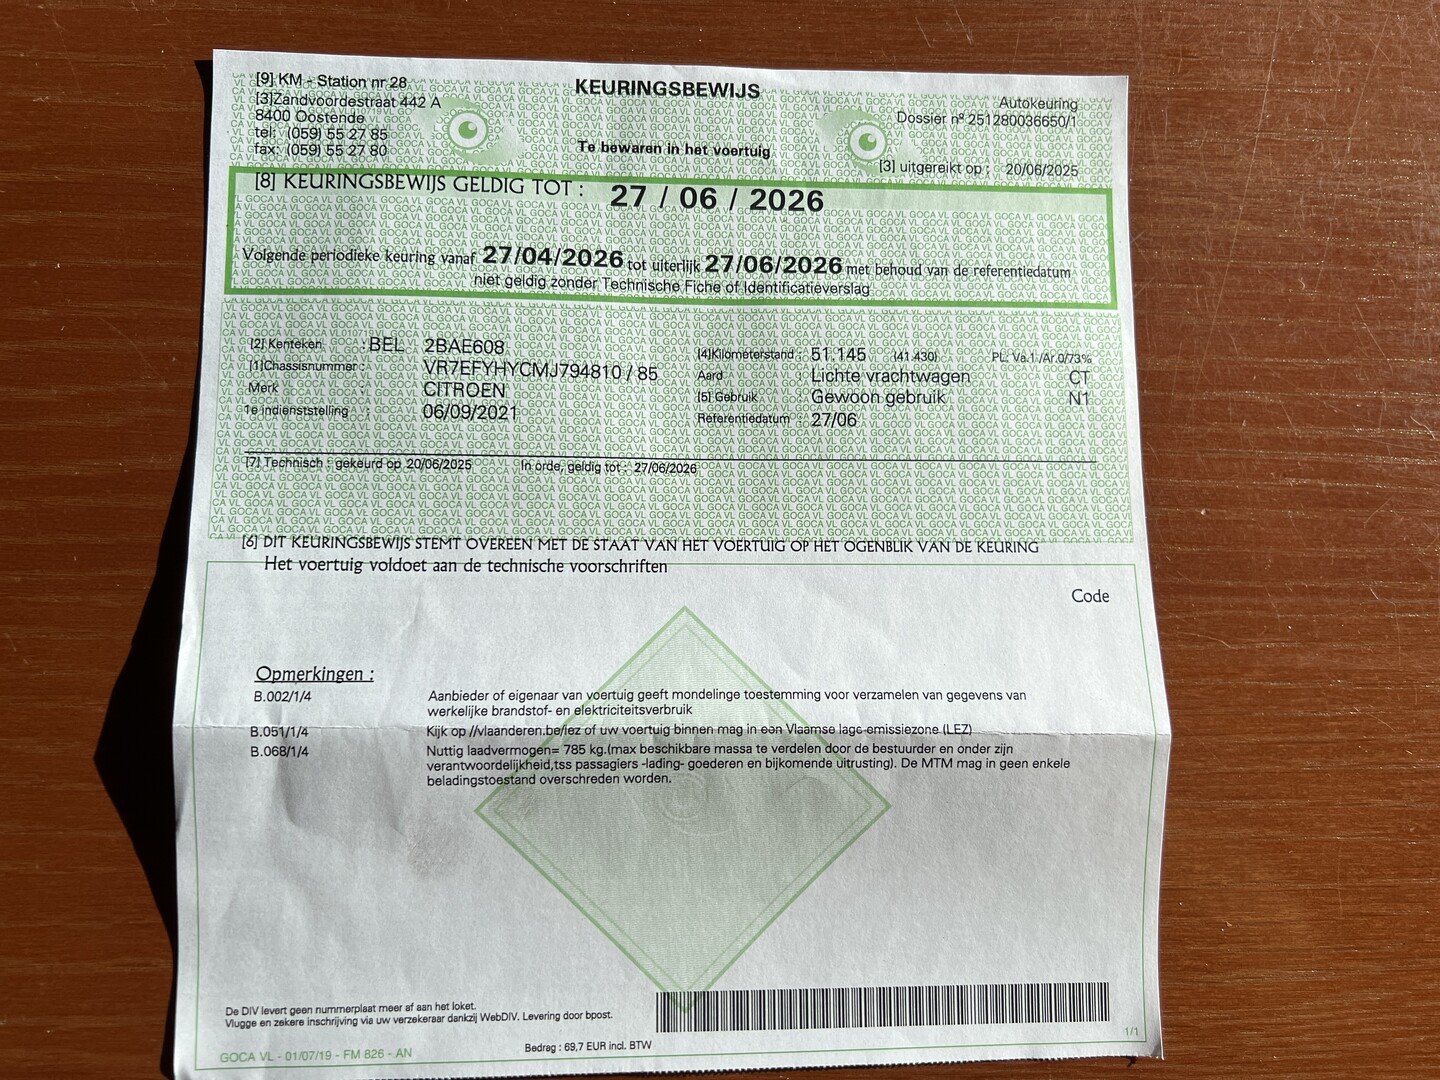 [9] KM - Station nr 28
[3]Zandvoordestraat 442 A
8400 Oostende
tel: (059) 55 27 85
fax: (059) 55 27 80
KEURINGSBEWIJS
Te bewaren in het voertuig
Autokeuring
Dossier nº 251280036650/1
[3] uitgereikt op : 20/06/2025
[8] KEURINGSBEWIJS GELDIG TOT : 27 / 06 / 2026
Volgende periodieke keuring vanaf 27/04/2026 tot uiterlijk 27/06/2026 met behoud van de referentiedatum
niet geldig zonder Technische Fiche of Identificatieverslag
[2] Kenteken : BEL 2BAE608
[1]Chassisnummer : VR7EFYHYCMJ794810 / 85
Merk : CITROEN
1e indienststelling : 06/09/2021
[4]Kilometerstand : 51.145 (41.430) PL. Va.1./Ar.0/73%
Aard : Lichte vrachtwagen CT
[5] Gebruik : Gewoon gebruik N1
Referentiedatum : 27/06
[7] Technisch : gekeurd op 20/06/2025 In orde, geldig tot : 27/06/2026
[6] DIT KEURINGSBEWIJS STEMT OVEREEN MET DE STAAT VAN HET VOERTUIG OP HET OGENBLIK VAN DE KEURING
Het voertuig voldoet aan de technische voorschriften
Code
Opmerkingen :
B.002/1/4 Aanbieder of eigenaar van voertuig geeft mondelinge toestemming voor verzamelen van gegevens van
werkelijke brandstof- en elektriciteitsverbruik
B.051/1/4 Kijk op //vlaanderen.be/lez of uw voertuig binnen mag in een Vlaamse lage-emissiezone (LEZ)
B.068/1/4 Nuttig laadvermogen= 785 kg.(max beschikbare massa te verdelen door de bestuurder en onder zijn
verantwoordelijkheid,tss passagiers -lading- goederen en bijkomende uitrusting). De MTM mag in geen enkele
beladingstoestand overschreden worden.
De DIV levert geen nummerplaat meer af aan het loket.
Vlugge en zekere inschrijving via uw verzekeraar dankzij WebDIV. Levering door bpost.
GOCA VL - 01/07/19 - FM 826 - AN
Bedrag : 69,7 EUR incl. BTW
1/1